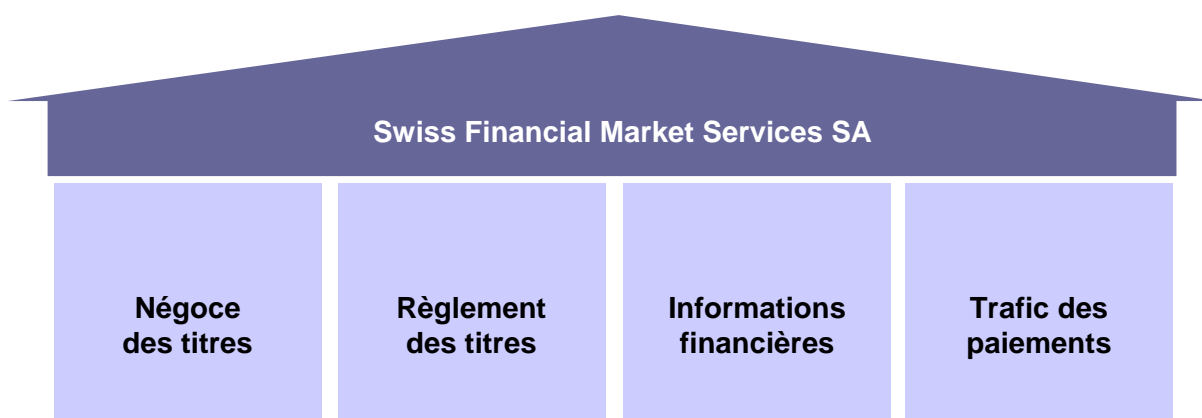 Swiss Financial Market Services SA
Négoce
des titres
Règlement
des titres
Informations
financières
Trafic des
paiements